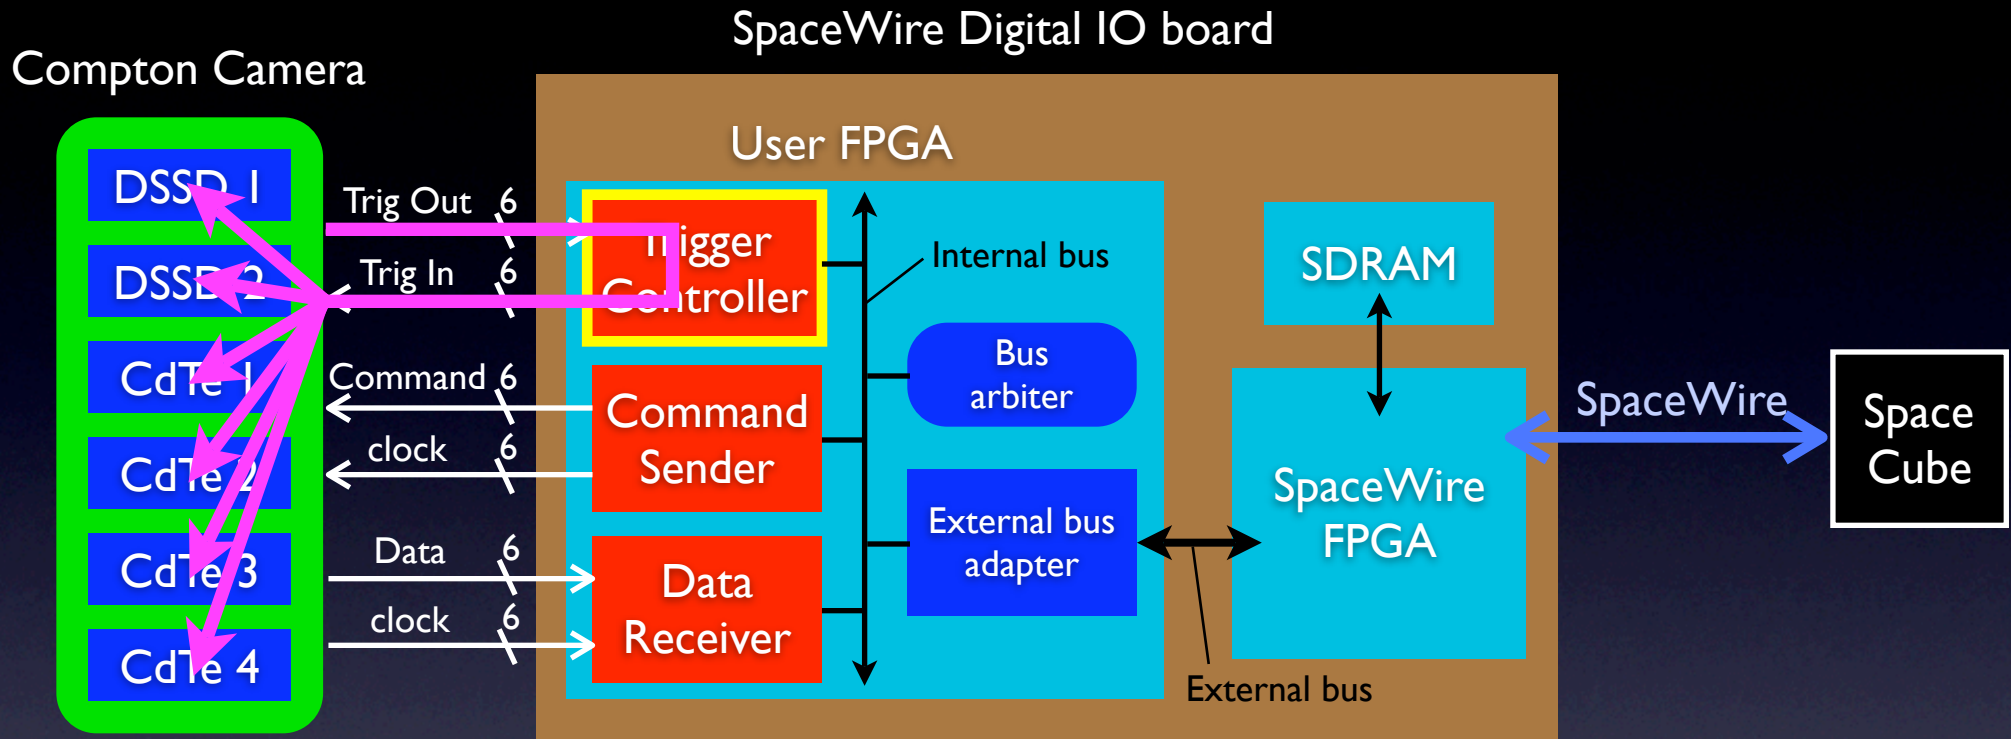 SpaceWire Digital IO board
Compton Camera
User FPGA
DSSD 1
DSSD 2
CdTe 1
CdTe 2
CdTe 3
CdTe 4
Trig Out 6
Trig In 6
Command 6
clock 6
Data 6
clock 6
Trigger
Controller
Command
Sender
Data
Receiver
Internal bus
Bus
arbiter
External bus
adapter
External bus
SDRAM
SpaceWire
FPGA
SpaceWire
Space
Cube